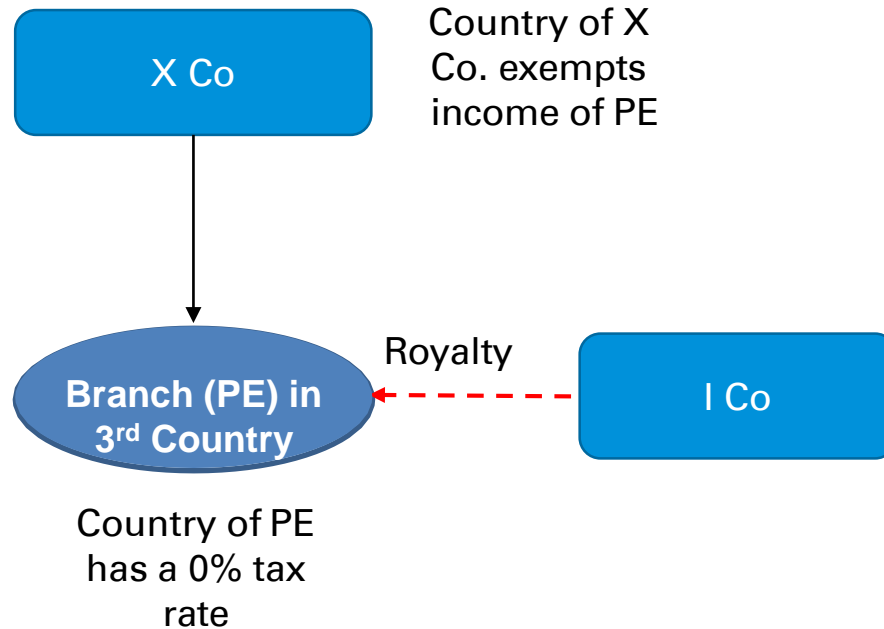 X Co
Country of X
Co. exempts
income of PE
Royalty
Branch (PE) in
3rd Country
I Co
Country of PE
has a 0% tax
rate